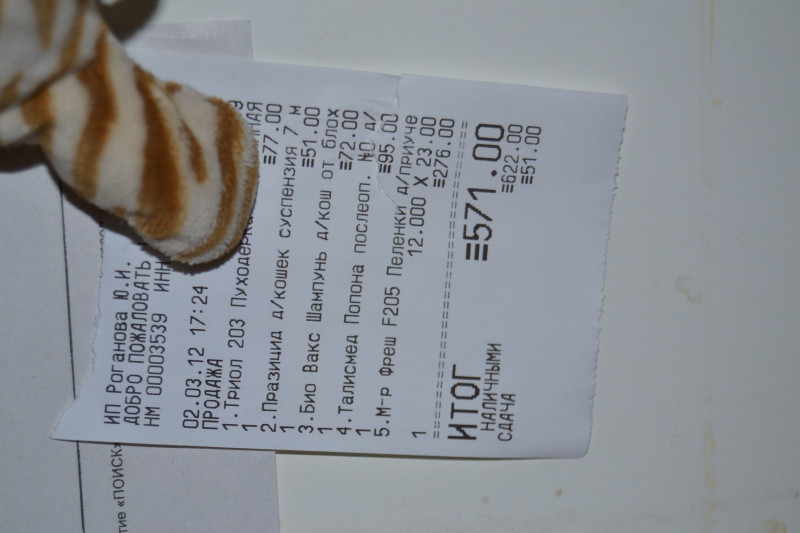 ИП Роганова Ю.И.
ДОБРО ПОЖАЛОВАТЬ
НМ 00003539 ИНН
02.03.12 17:24
ПРОДАЖА
1.Триол 203
1 ≡77.00
2.Празицид д/кошек суспензия 7 м
1 ≡51.00
3.Био Вакс Шампунь д/кош от блох
1 ≡72.00
4.Талисмед Попона послеоп. д/
1 ≡95.00
5.М-р Фреш F205 Пеленки д/приуче
12.000 X 23.00
1 ≡276.00
ИТОГ ≡571.00
НАЛИЧНЫМИ ≡622.00
СДАЧА ≡51.00
тие «ПОИСК»